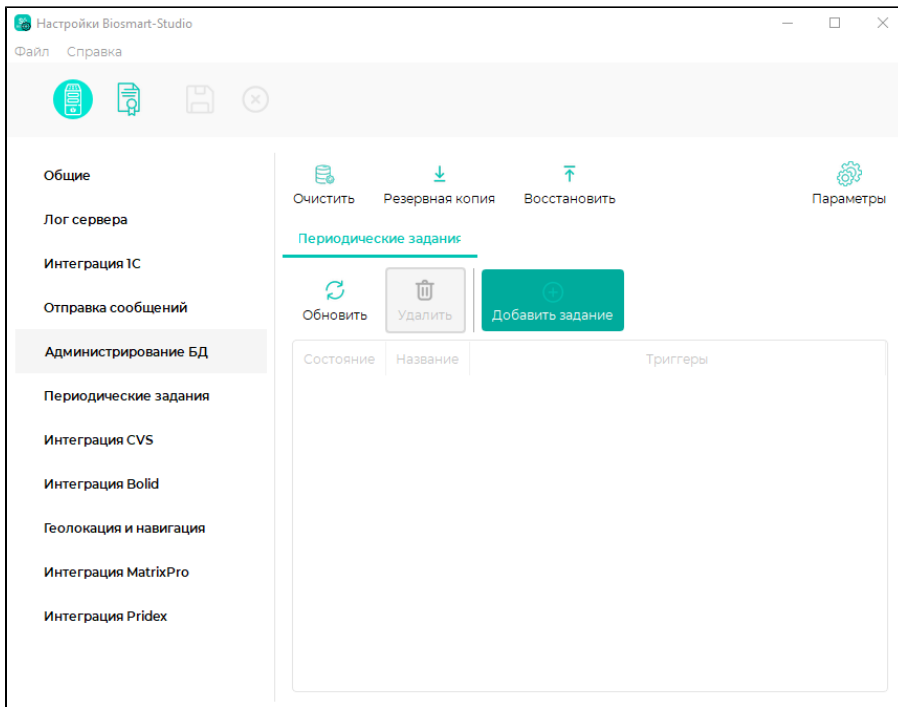 Настройки Biosmart-Studio
Файл Справка
Общие
Лог сервера
Интеграция 1С
Отправка сообщений
Администрирование БД
Периодические задания
Интеграция CVS
Интеграция Bolid
Геолокация и навигация
Интеграция MatrixPro
Интеграция Pridex
Очистить Резервная копия Восстановить Параметры
Периодические задания
Обновить Удалить Добавить задание
Состояние Название Триггеры